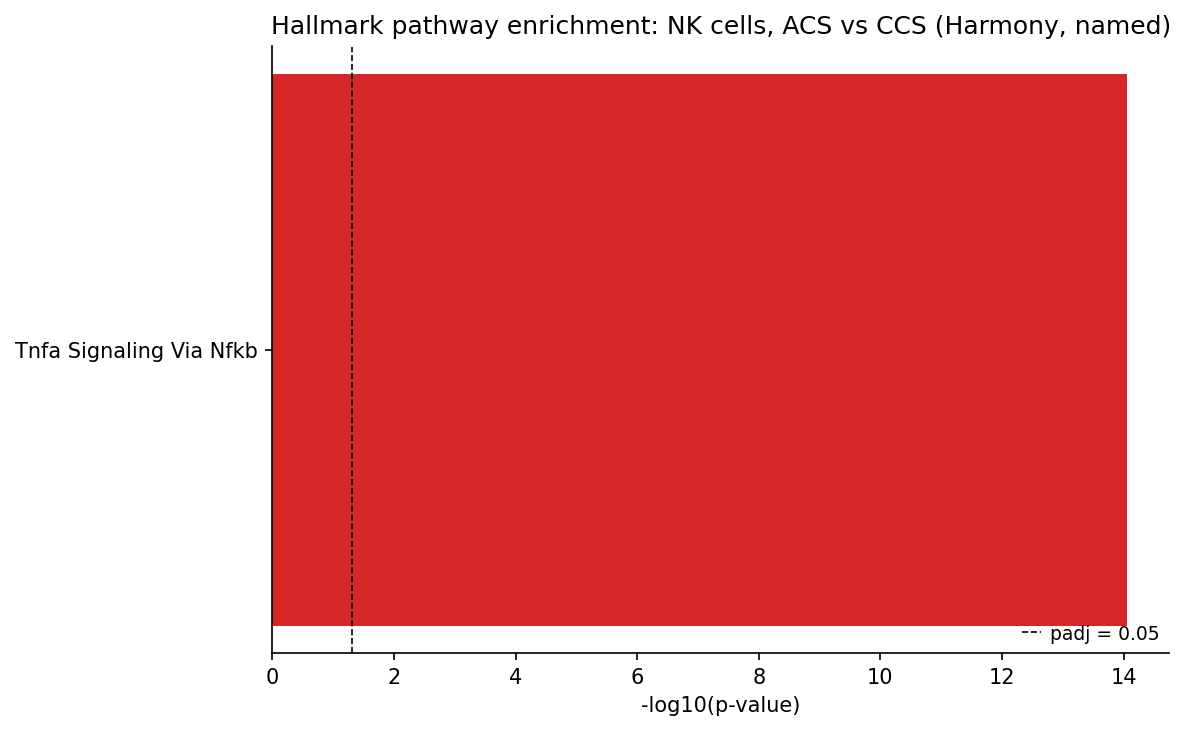 Hallmark pathway enrichment: NK cells, ACS vs CCS (Harmony, named)
Tnfa Signaling Via Nfkb
padj = 0.05
0 2 4 6 8 10 12 14
-log10(p-value)